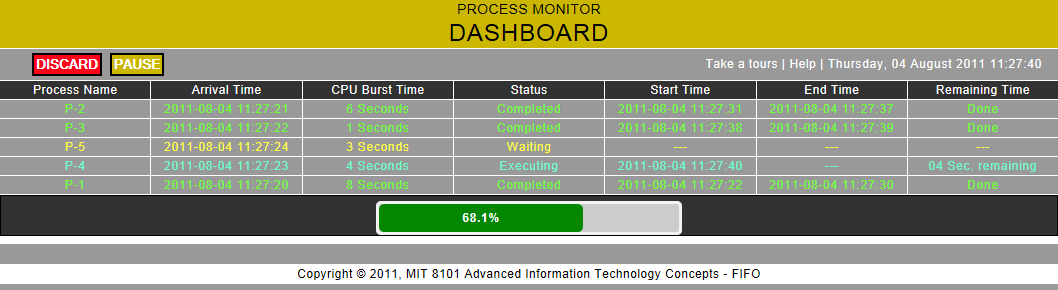 PROCESS MONITOR
DASHBOARD
DISCARD PAUSE Take a tours | Help | Thursday, 04 August 2011 11:27:40
Process Name Arrival Time CPU Burst Time Status Start Time End Time Remaining Time
P-2 2011-08-04 11:27:21 6 Seconds Completed 2011-08-04 11:27:31 2011-08-04 11:27:37 Done
P-3 2011-08-04 11:27:22 1 Seconds Completed 2011-08-04 11:27:38 2011-08-04 11:27:39 Done
P-5 2011-08-04 11:27:24 3 Seconds Waiting --- --- ---
P-4 2011-08-04 11:27:23 4 Seconds Executing 2011-08-04 11:27:40 --- 04 Sec. remaining
P-1 2011-08-04 11:27:20 8 Seconds Completed 2011-08-04 11:27:22 2011-08-04 11:27:30 Done
68.1%
Copyright © 2011, MIT 8101 Advanced Information Technology Concepts - FIFO